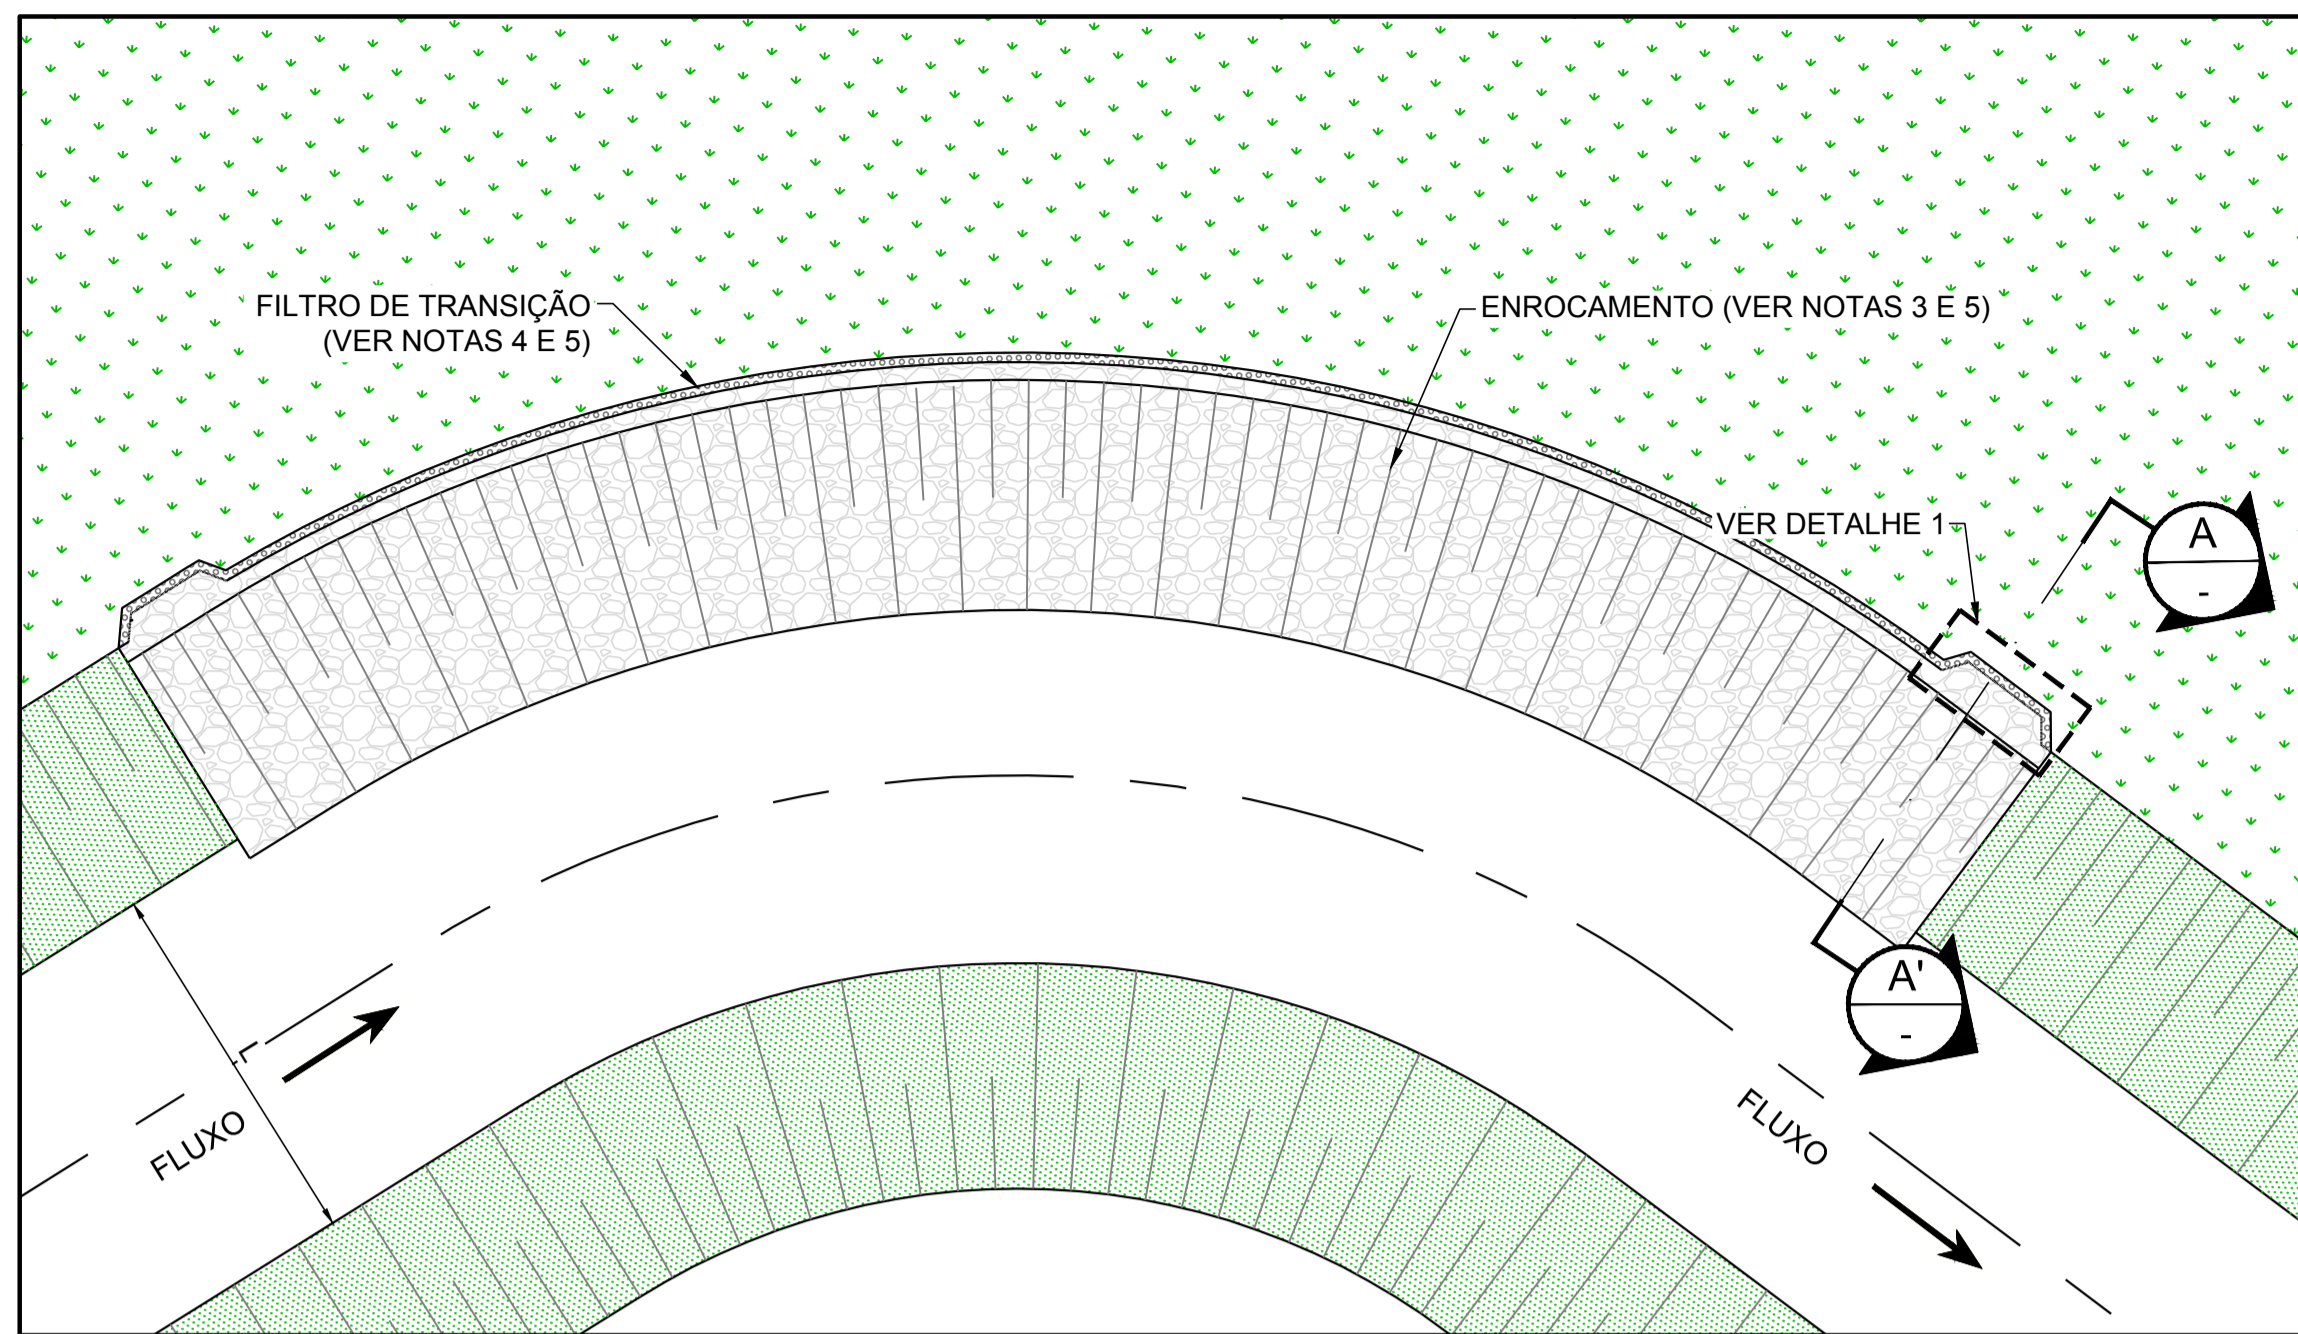 FILTRO DE TRANSIÇÃO
(VER NOTAS 4 E 5)
ENROCAMENTO (VER NOTAS 3 E 5)
VER DETALHE 1
A
-
A'
-
L
FLUXO
FLUXO